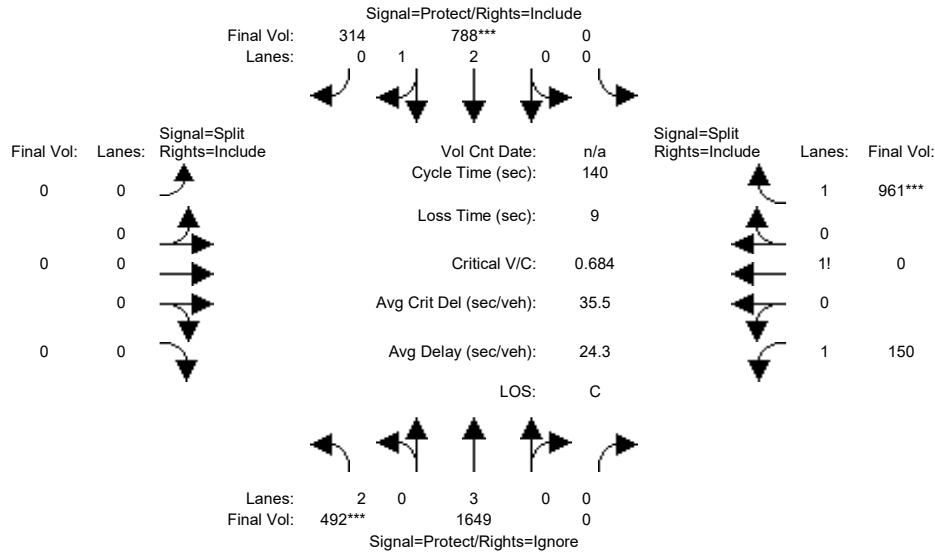 Signal=Protect/Rights=Include
Final Vol: 314 788*** 0
Lanes: 0 1 2 0 0
Signal=Split
Final Vol: Lanes: Rights=Include
Vol Cnt Date: n/a
Signal=Split
Rights=Include Lanes: Final Vol:
Cycle Time (sec): 140
0 0
1 961***
Loss Time (sec): 9
0
0
0 0
Critical V/C: 0.684
1! 0
0
Avg Crit Del (sec/veh): 35.5
0
0 0
Avg Delay (sec/veh): 24.3
1 150
LOS: C
Lanes: 2 0 3 0 0
Final Vol: 492*** 1649 0
Signal=Protect/Rights=Ignore